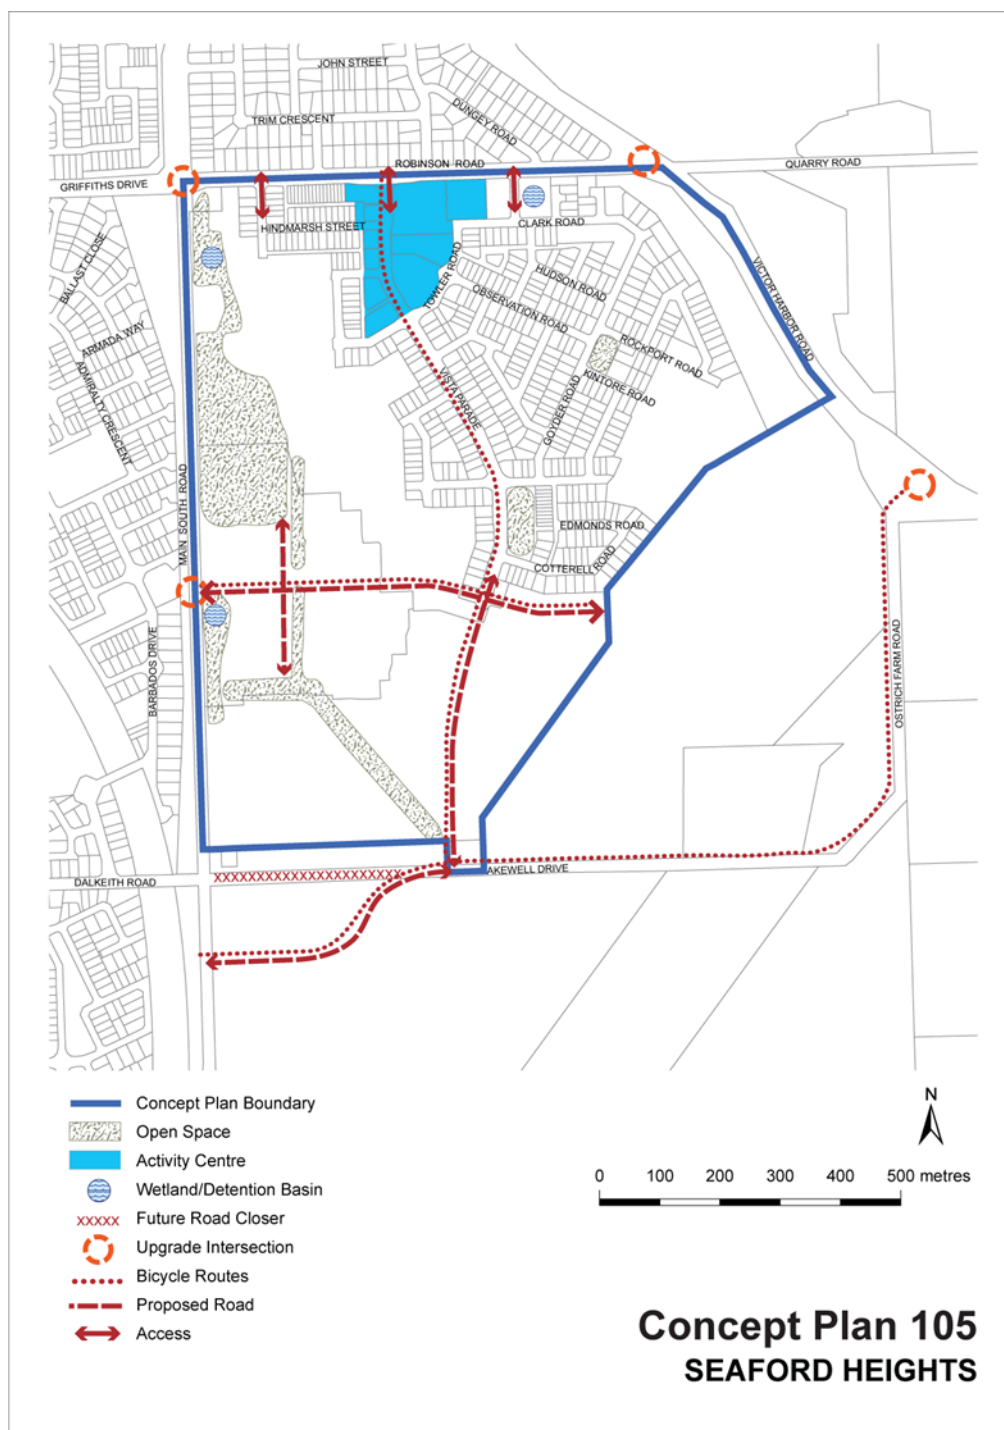 JOHN STREET
DUNGEY ROAD
TRIM CRESCENT
ROBINSON ROAD
QUARRY ROAD
GRIFFITHS DRIVE
HINDMARSH STREET
CLARK ROAD
BALLAST CLOSE
TOWLER ROAD
HUDSON ROAD
VICTOR HARBOR ROAD
OBSERVATION ROAD
ARMADA WAY
ROCKPORT ROAD
ADMIRALTY CRESCENT
VISTA PARADE
KINTORE ROAD
GOYDER ROAD
MAIN SOUTH ROAD
EDMONDS ROAD
COTTERELL ROAD
BARBADOS DRIVE
OSTRICH FARM ROAD
XXXXXXXXXXXXXXXXXXXXXX
AKEWELL DRIVE
DALKEITH ROAD
Concept Plan Boundary
Open Space
Activity Centre
Wetland/Detention Basin
XXXXX Future Road Closer
Upgrade Intersection
Bicycle Routes
Proposed Road
Access
N
0 100 200 300 400 500 metres
Concept Plan 105
SEAFORD HEIGHTS